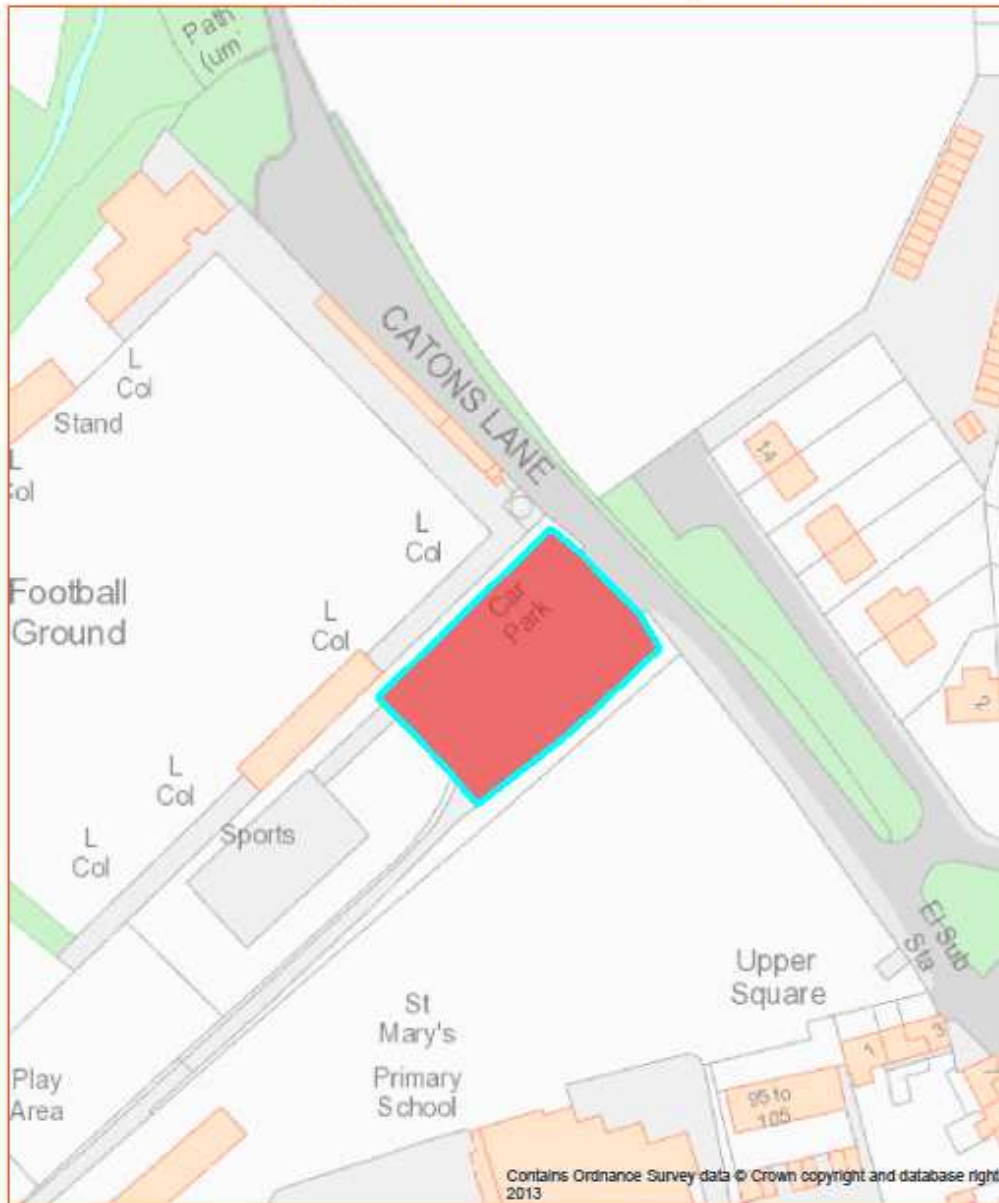 Path
(um
CATONS LANE
L
Col
Stand
L
Col
14
L
Col
Car
Park
Football
Ground
L
Col
2
L
Col
Sports
L
Col
El Sub
Sta
Upper
Square
St
Mary's
Primary
School
1
3
Play
Area
95 to
105
Contains Ordnance Survey data © Crown copyright and database right
2013